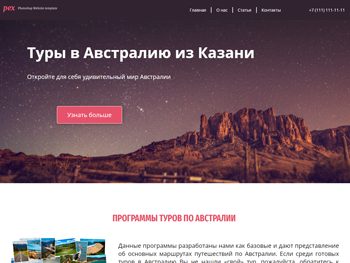 pex Photoshop Website template
Главная О нас Статьи Контакты +7 (111) 111-11-11
Туры в Австралию из Казани
Откройте для себя удивительный мир Австралии
Узнать больше
ПРОГРАММЫ ТУРОВ ПО АВСТРАЛИИ
Данные программы разработаны нами как базовые и дают представление
об основных маршрутах путешествий по Австралии. Если среди готовых
туров в Австралию Вы не нашли «свой» тур, пожалуйста, обратитесь к